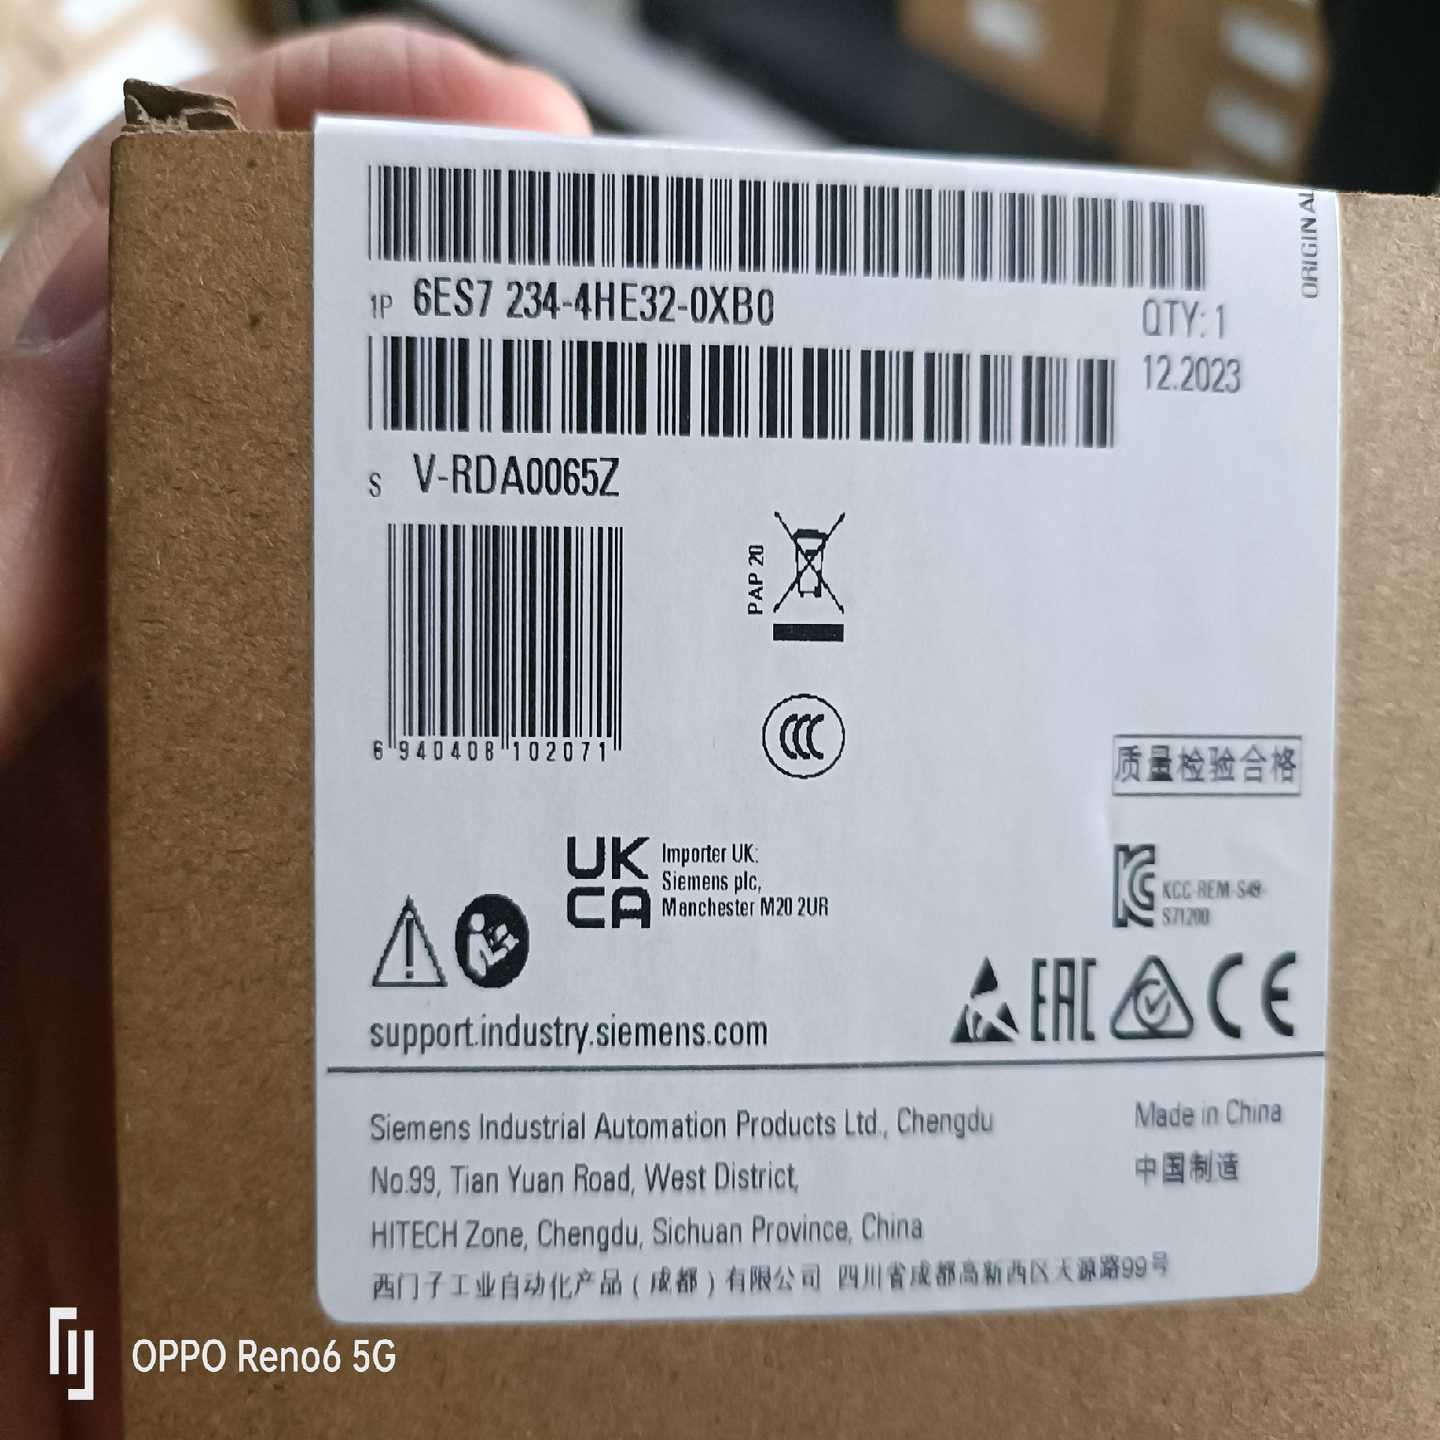 ORIGINAL
1P 6ES7 234-4HE32-0XB0
QTY: 1
12.2023
S V-RDA0065Z
PAP 20
6 940408 102071
质量检验合格
UK
CA
Importer UK:
Siemens plc,
Manchester M20 2UR
KCC-REM-S49-
S71200
EAC
CE
support.industry.siemens.com
Siemens Industrial Automation Products Ltd., Chengdu
No.99, Tian Yuan Road, West District,
HITECH Zone, Chengdu, Sichuan Province, China
西门子工业自动化产品（成都）有限公司 四川省成都高新西区天源路99号
Made in China
中国制造
OPPO Reno6 5G